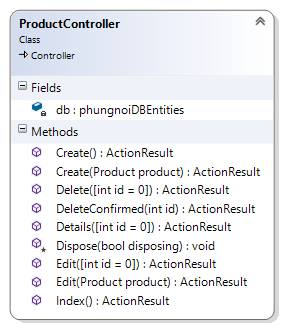 ProductController
Class
Controller
Fields
db : phungnoiDBEntities
Methods
Create() : ActionResult
Create(Product product) : ActionResult
Delete([int id = 0]) : ActionResult
DeleteConfirmed(int id) : ActionResult
Details([int id = 0]) : ActionResult
Dispose(bool disposing) : void
Edit([int id = 0]) : ActionResult
Edit(Product product) : ActionResult
Index() : ActionResult